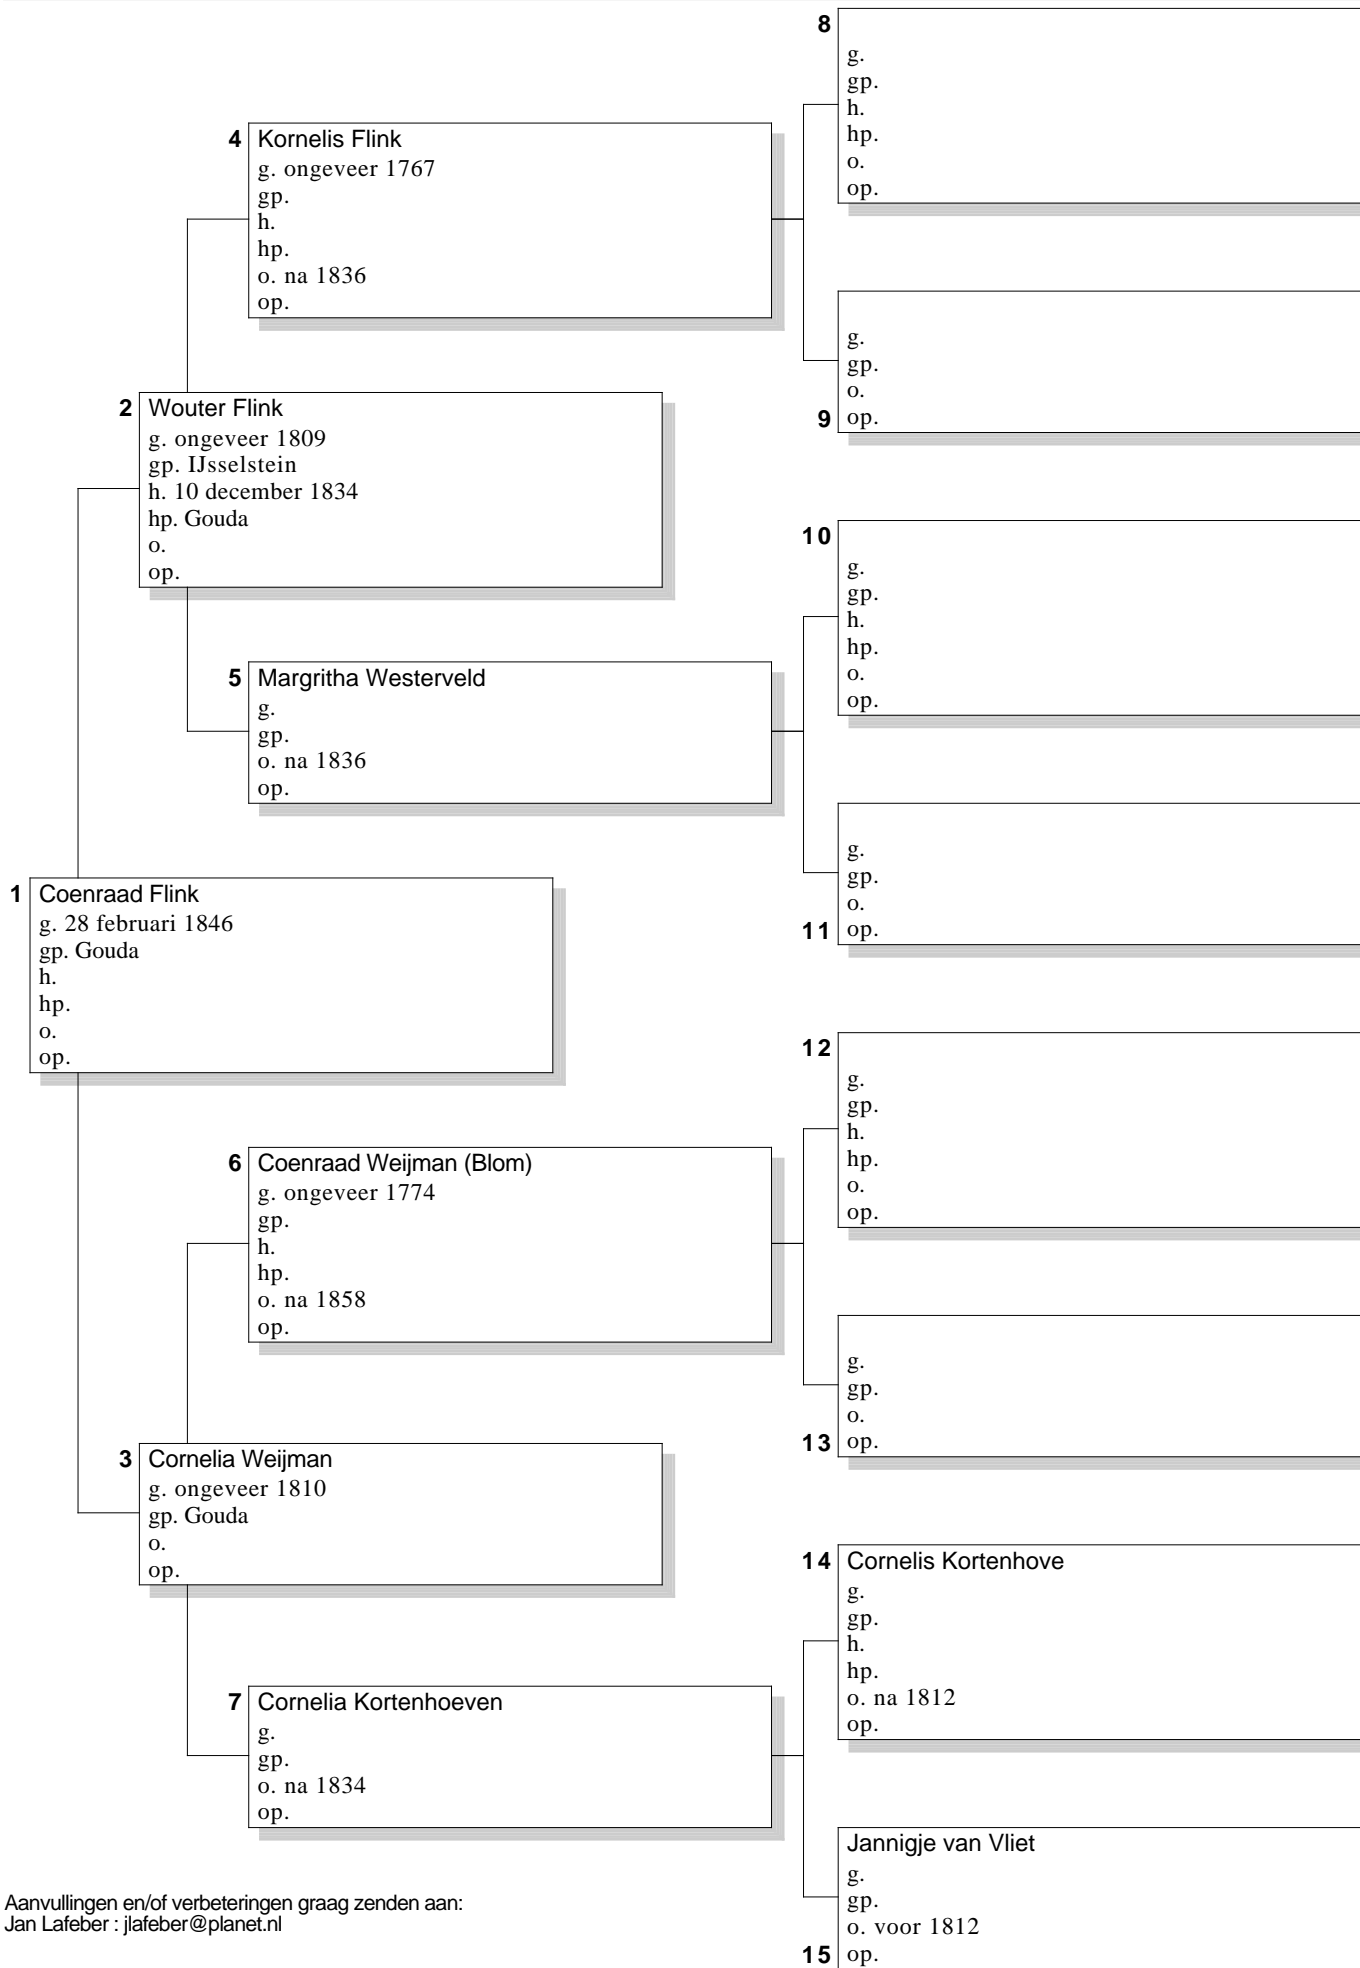 8
g.
gp.
h.
hp.
o.
op.
4 Kornelis Flink
g. ongeveer 1767
gp.
h.
hp.
o. na 1836
op.
g.
gp.
o.
9 op.
2 Wouter Flink
g. ongeveer 1809
gp. IJsselstein
h. 10 december 1834
hp. Gouda
o.
op.
10
g.
gp.
h.
hp.
o.
op.
5 Margritha Westerveld
g.
gp.
o. na 1836
op.
g.
gp.
o.
11 op.
1 Coenraad Flink
g. 28 februari 1846
gp. Gouda
h.
hp.
o.
op.
12
g.
gp.
h.
hp.
o.
op.
6 Coenraad Weijman (Blom)
g. ongeveer 1774
gp.
h.
hp.
o. na 1858
op.
g.
gp.
o.
13 op.
3 Cornelia Weijman
g. ongeveer 1810
gp. Gouda
o.
op.
14 Cornelis Kortenhove
g.
gp.
h.
hp.
o. na 1812
op.
7 Cornelia Kortenhoeven
g.
gp.
o. na 1834
op.
Jannigje van Vliet
g.
gp.
o. voor 1812
15 op.
Aanvullingen en/of verbeteringen graag zenden aan:
Jan Lafeber : jlafeber@planet.nl